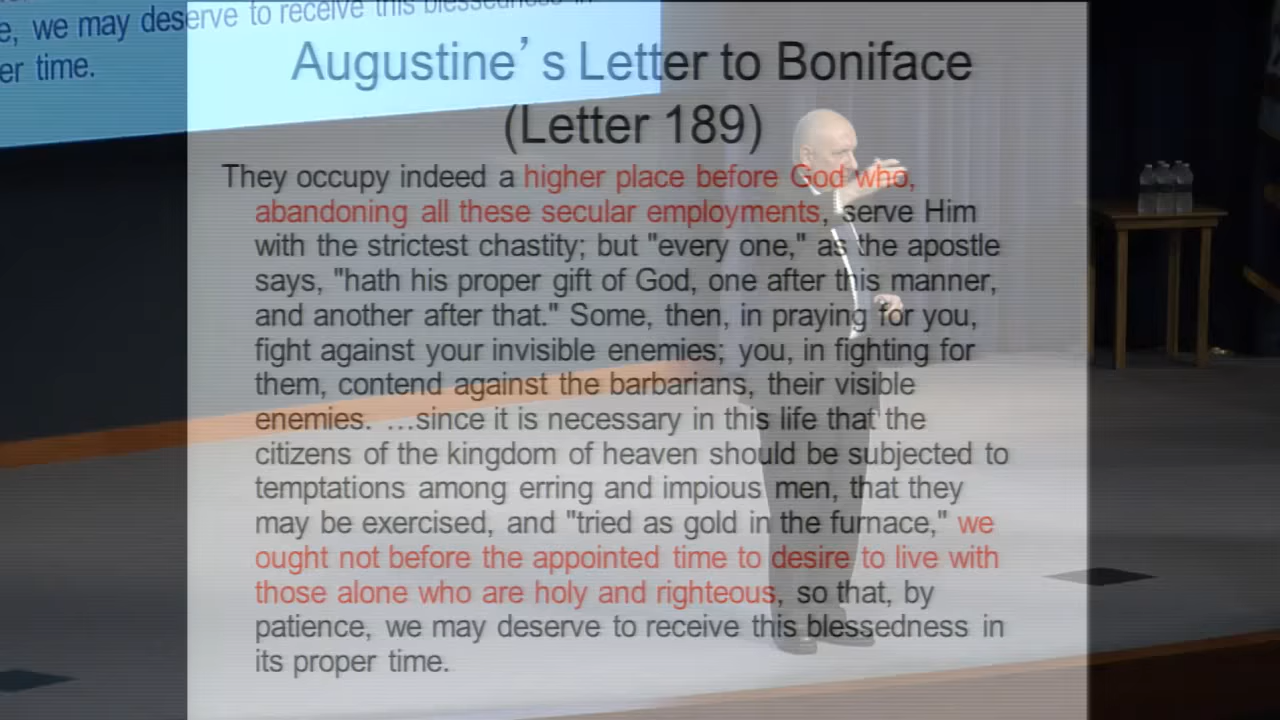 e, we may deserve to receive this blessedness in
er time.
Augustine’s Letter to Boniface
(Letter 189)
They occupy indeed a higher place before God who,
abandoning all these secular employments, serve Him
with the strictest chastity; but "every one," as the apostle
says, "hath his proper gift of God, one after this manner,
and another after that." Some, then, in praying for you,
fight against your invisible enemies; you, in fighting for
them, contend against the barbarians, their visible
enemies. …since it is necessary in this life that the
citizens of the kingdom of heaven should be subjected to
temptations among erring and impious men, that they
may be exercised, and "tried as gold in the furnace," we
ought not before the appointed time to desire to live with
those alone who are holy and righteous, so that, by
patience, we may deserve to receive this blessedness in
its proper time.